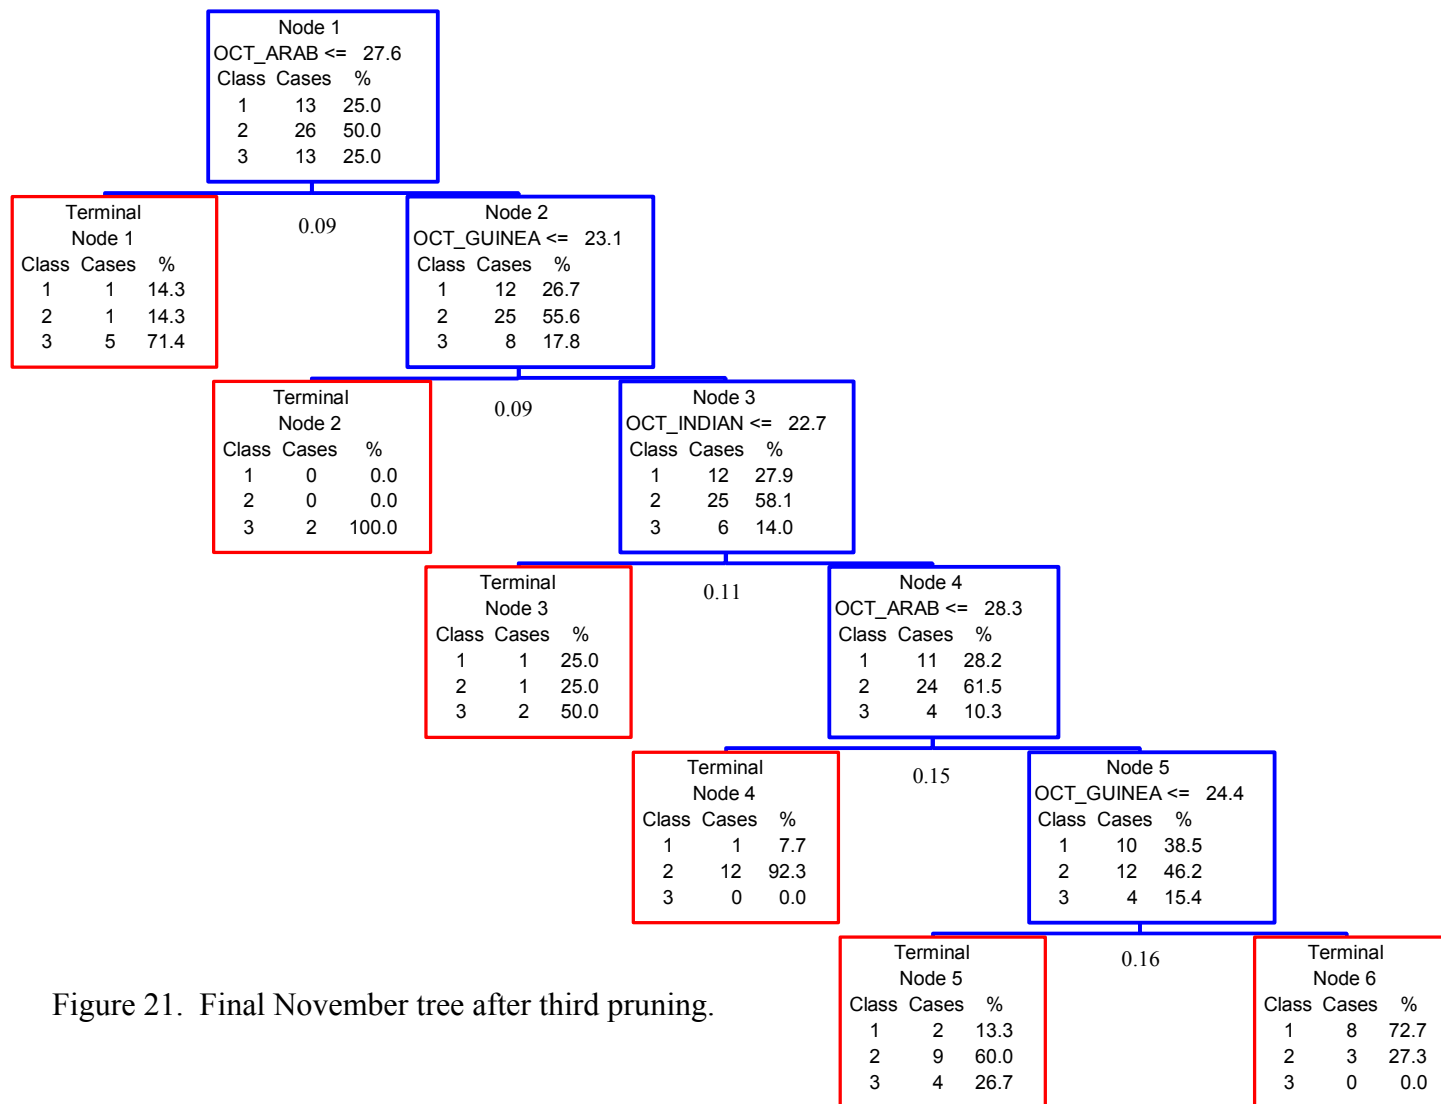 Node 1
OCT_ARAB <= 27.6
Class Cases %
1 13 25.0
2 26 50.0
3 13 25.0
0.09
Terminal
Node 1
Class Cases %
1 1 14.3
2 1 14.3
3 5 71.4
Node 2
OCT_GUINEA <= 23.1
Class Cases %
1 12 26.7
2 25 55.6
3 8 17.8
0.09
Terminal
Node 2
Class Cases %
1 0 0.0
2 0 0.0
3 2 100.0
Node 3
OCT_INDIAN <= 22.7
Class Cases %
1 12 27.9
2 25 58.1
3 6 14.0
0.11
Terminal
Node 3
Class Cases %
1 1 25.0
2 1 25.0
3 2 50.0
Node 4
OCT_ARAB <= 28.3
Class Cases %
1 11 28.2
2 24 61.5
3 4 10.3
0.15
Terminal
Node 4
Class Cases %
1 1 7.7
2 12 92.3
3 0 0.0
Node 5
OCT_GUINEA <= 24.4
Class Cases %
1 10 38.5
2 12 46.2
3 4 15.4
0.16
Terminal
Node 5
Class Cases %
1 2 13.3
2 9 60.0
3 4 26.7
Terminal
Node 6
Class Cases %
1 8 72.7
2 3 27.3
3 0 0.0
Figure 21. Final November tree after third pruning.